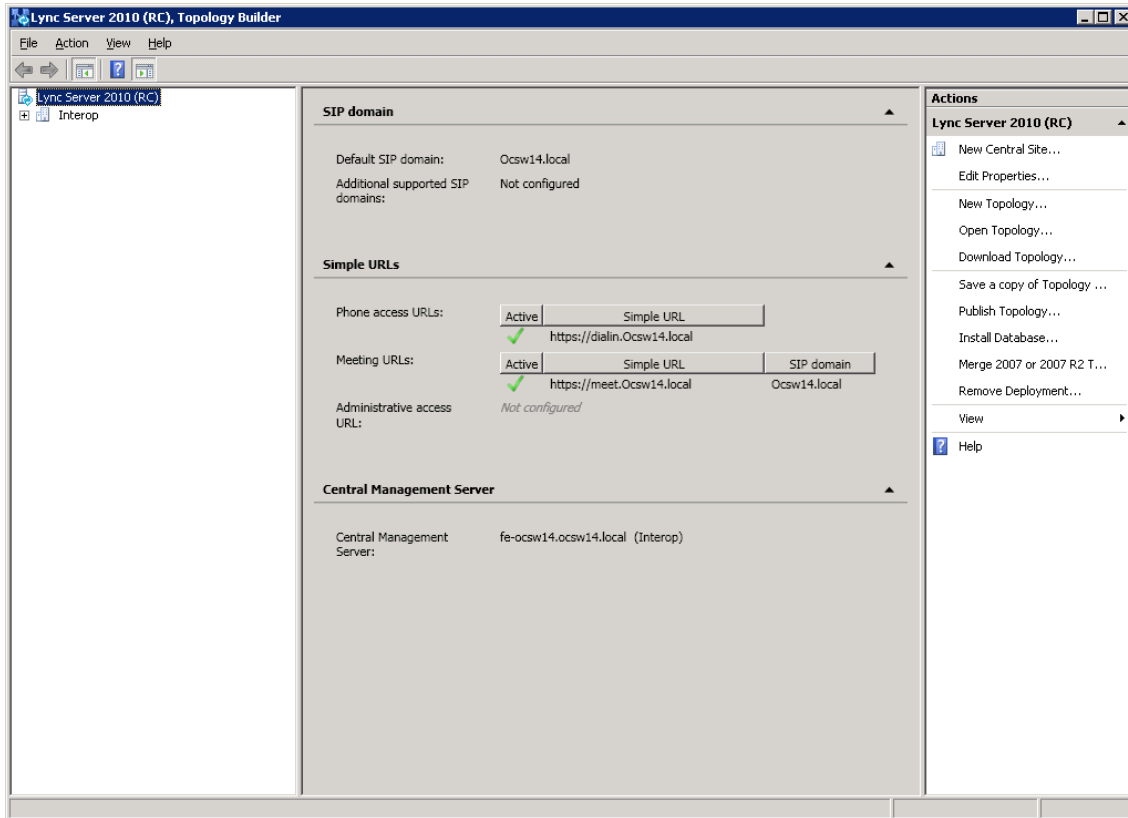 Lync Server 2010 (RC), Topology Builder
File Action View Help
Lync Server 2010 (RC)
Interop
SIP domain
Default SIP domain: Ocsw14.local
Additional supported SIP domains: Not configured
Simple URLs
Phone access URLs: Active Simple URL
https://dialin.Ocsw14.local
Meeting URLs: Active Simple URL SIP domain
https://meet.Ocsw14.local Ocsw14.local
Administrative access URL: Not configured
Central Management Server
Central Management Server: fe-ocsw14.ocsw14.local (Interop)
Actions
Lync Server 2010 (RC)
New Central Site...
Edit Properties...
New Topology...
Open Topology...
Download Topology...
Save a copy of Topology ...
Publish Topology...
Install Database...
Merge 2007 or 2007 R2 T...
Remove Deployment...
View
Help